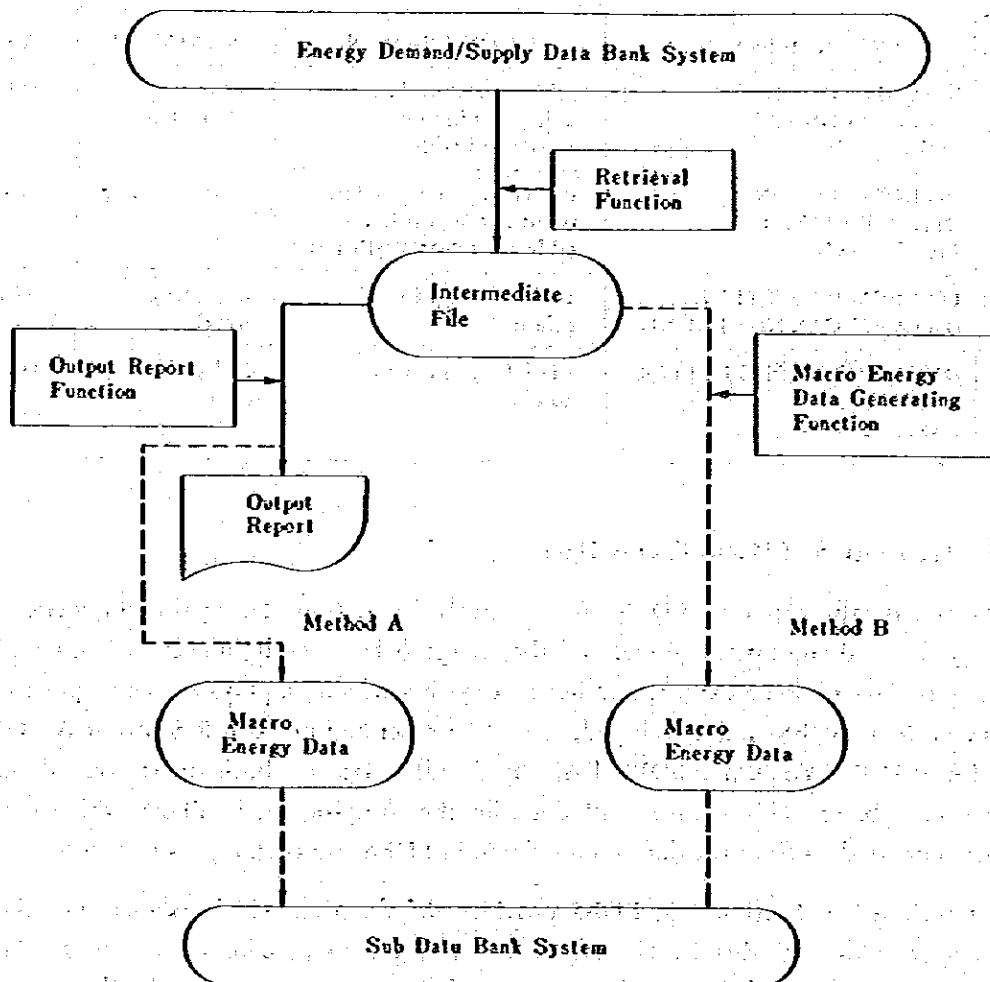 Energy Demand/Supply Data Bank System
Retrieval
Function
Intermediate
File
Output Report
Function
Macro Energy
Data Generating
Function
Output
Report
Method A
Method B
Macro
Energy Data
Macro
Energy Data
Sub Data Bank System